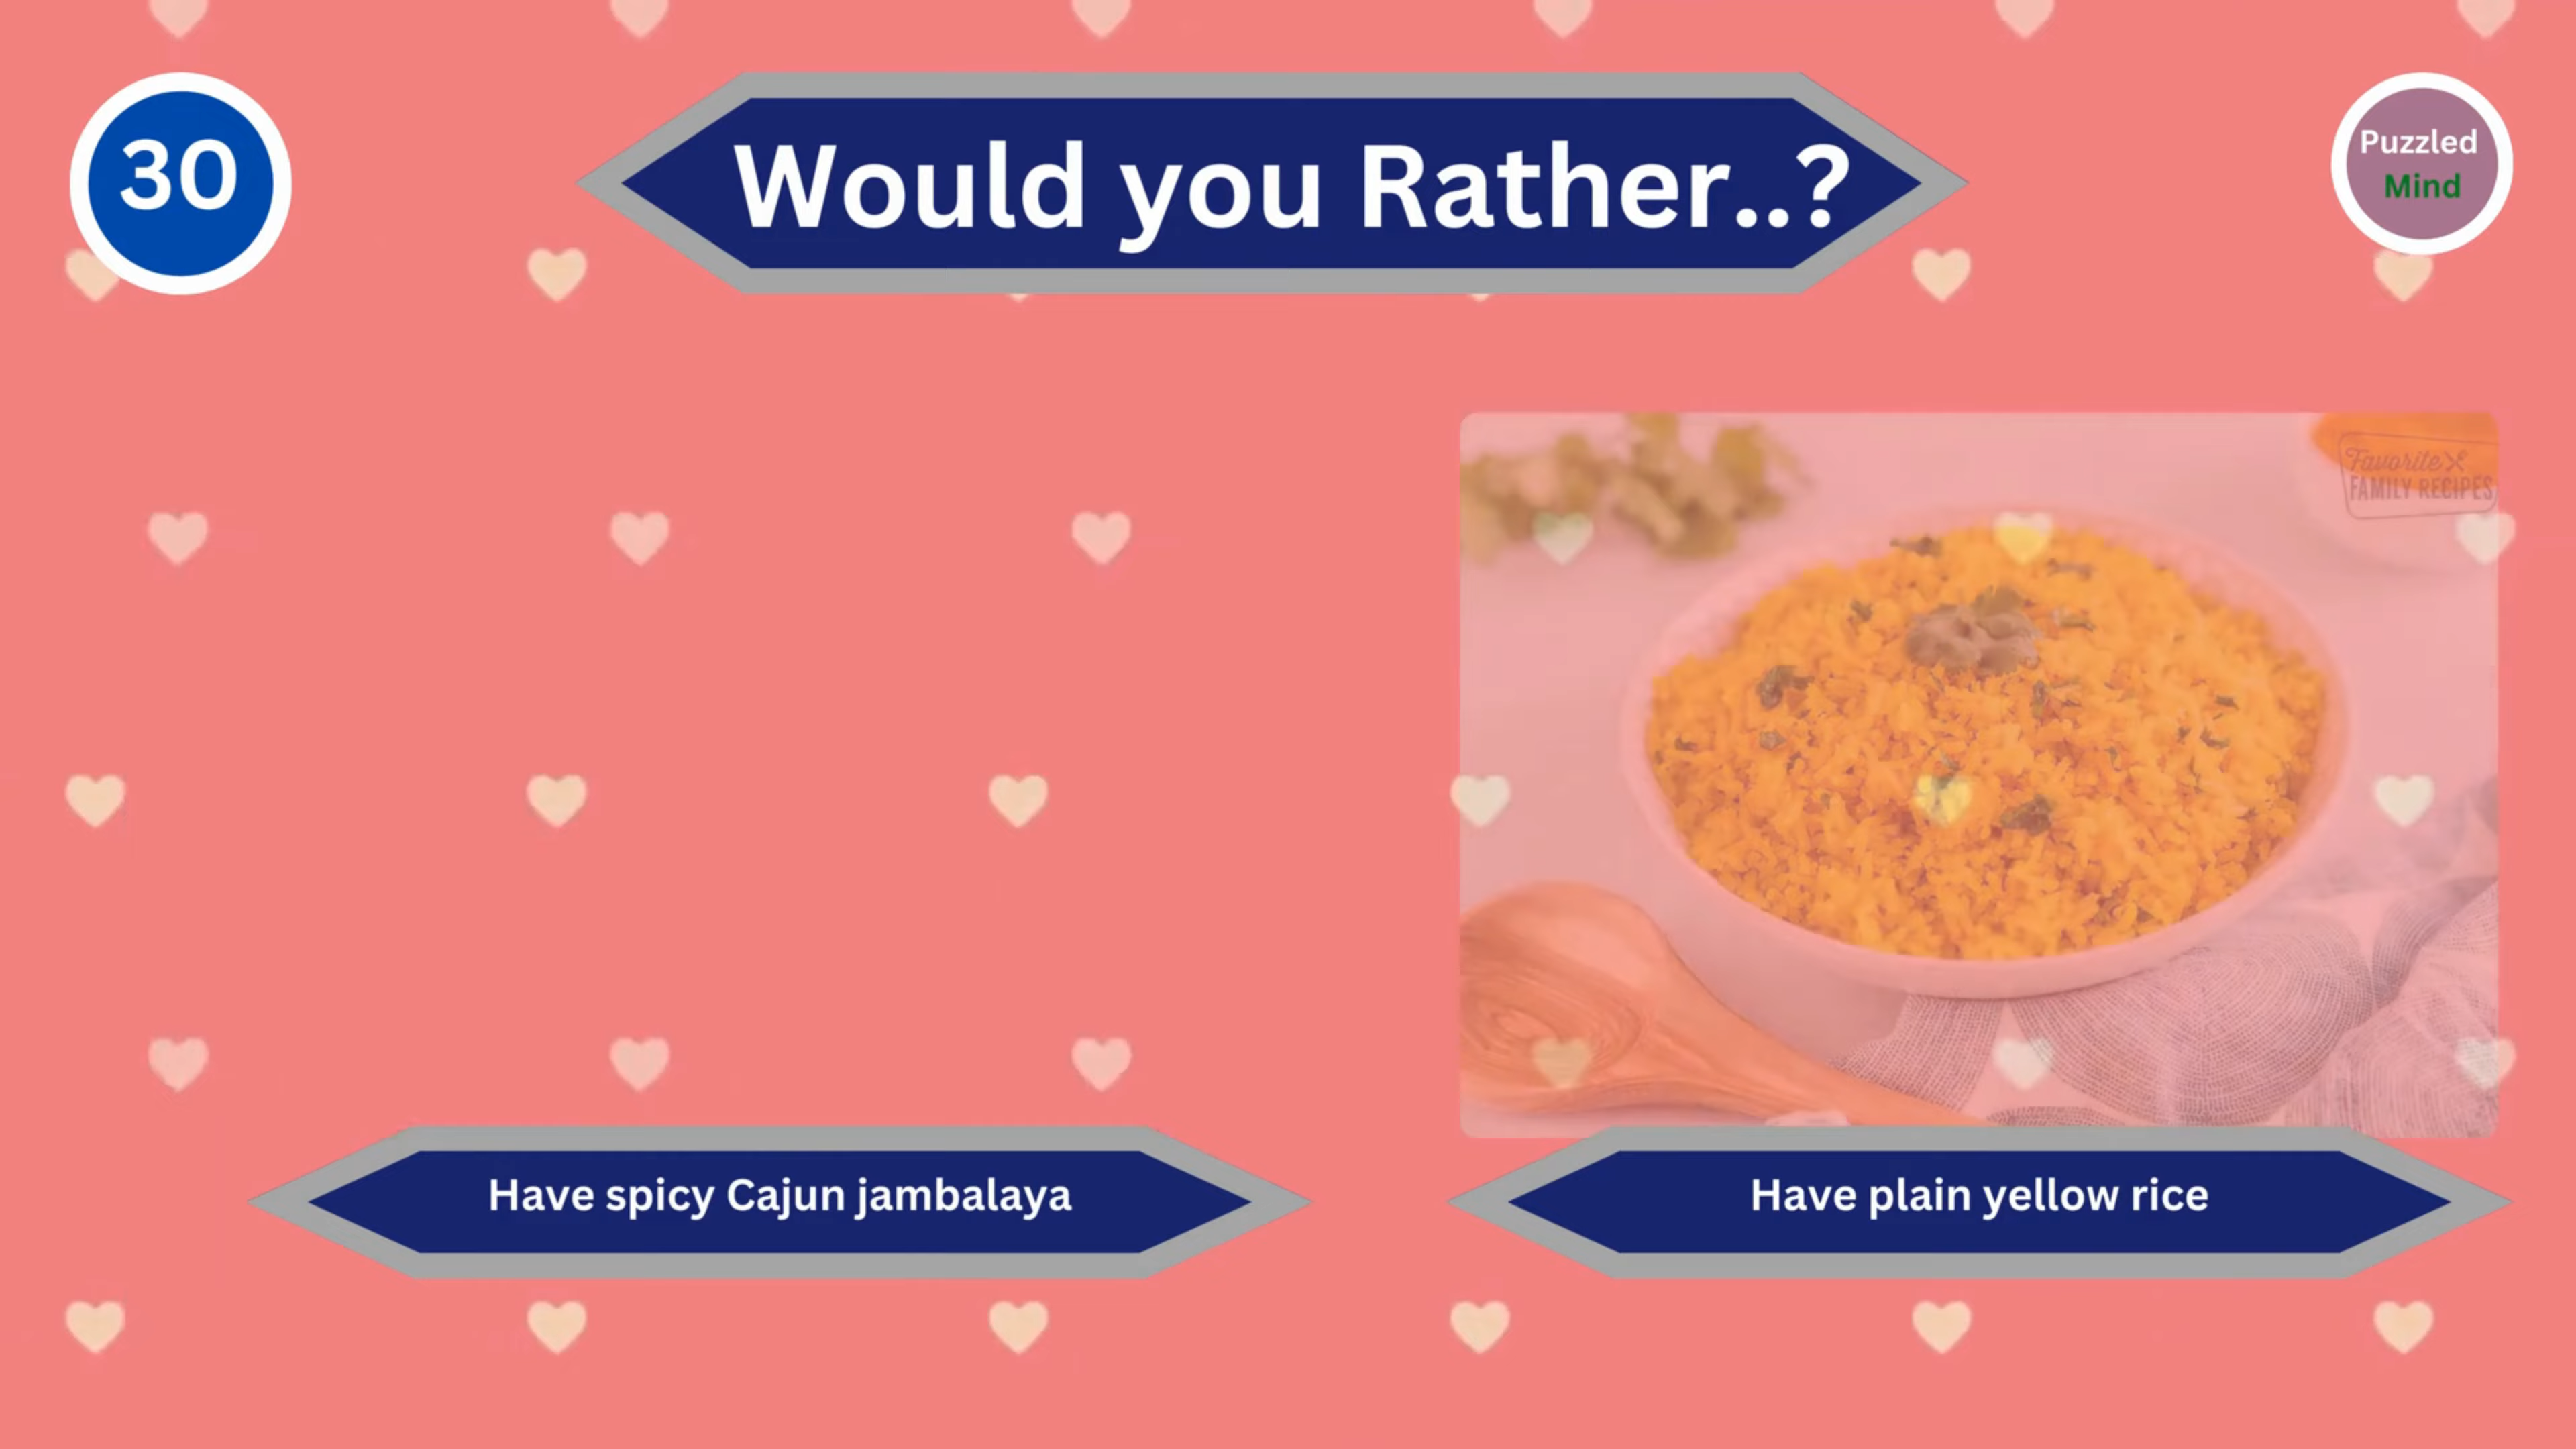 30
Would you Rather..?
Puzzled
Mind
Favorite
FAMILY RECIPES
Have spicy Cajun jambalaya
Have plain yellow rice